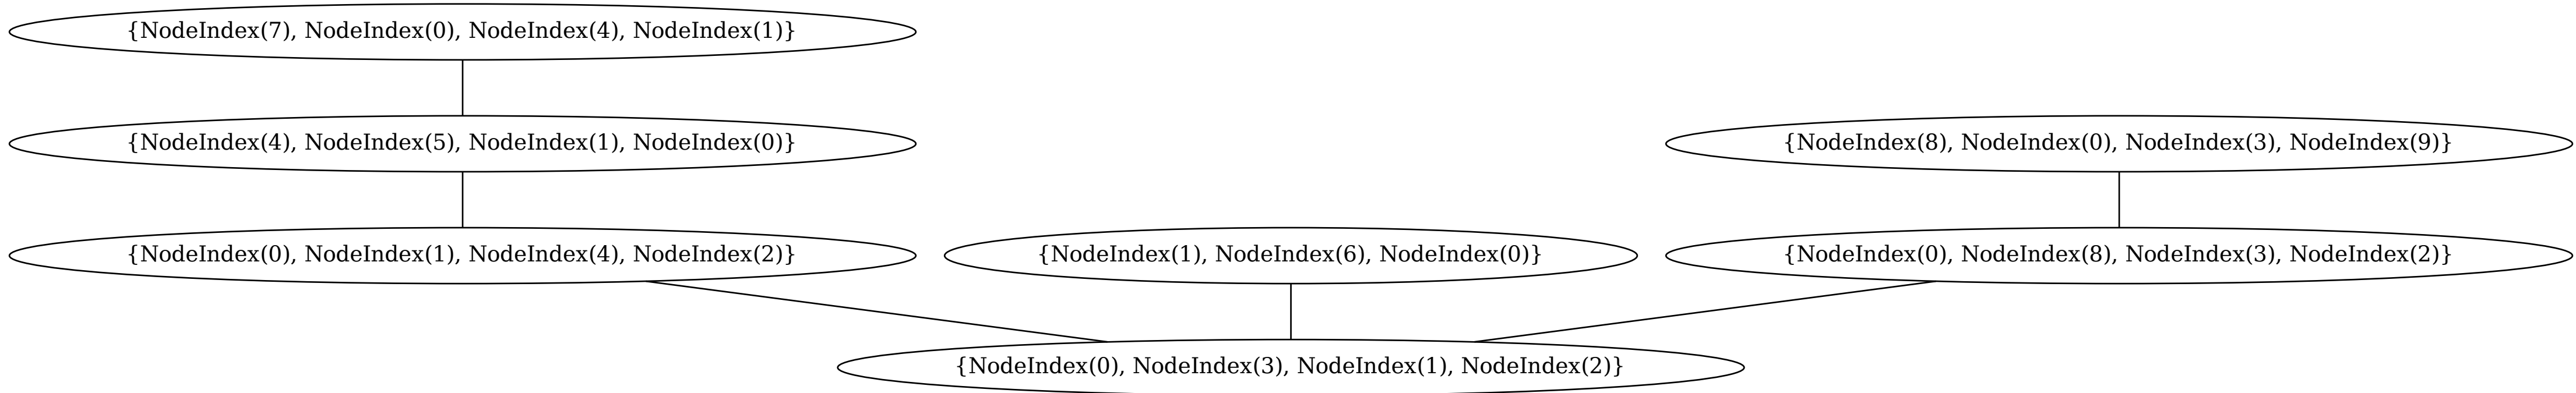 {NodeIndex(7), NodeIndex(0), NodeIndex(4), NodeIndex(1)}
{NodeIndex(4), NodeIndex(5), NodeIndex(1), NodeIndex(0)}
{NodeIndex(8), NodeIndex(0), NodeIndex(3), NodeIndex(9)}
{NodeIndex(0), NodeIndex(1), NodeIndex(4), NodeIndex(2)}
{NodeIndex(1), NodeIndex(6), NodeIndex(0)}
{NodeIndex(0), NodeIndex(8), NodeIndex(3), NodeIndex(2)}
{NodeIndex(0), NodeIndex(3), NodeIndex(1), NodeIndex(2)}